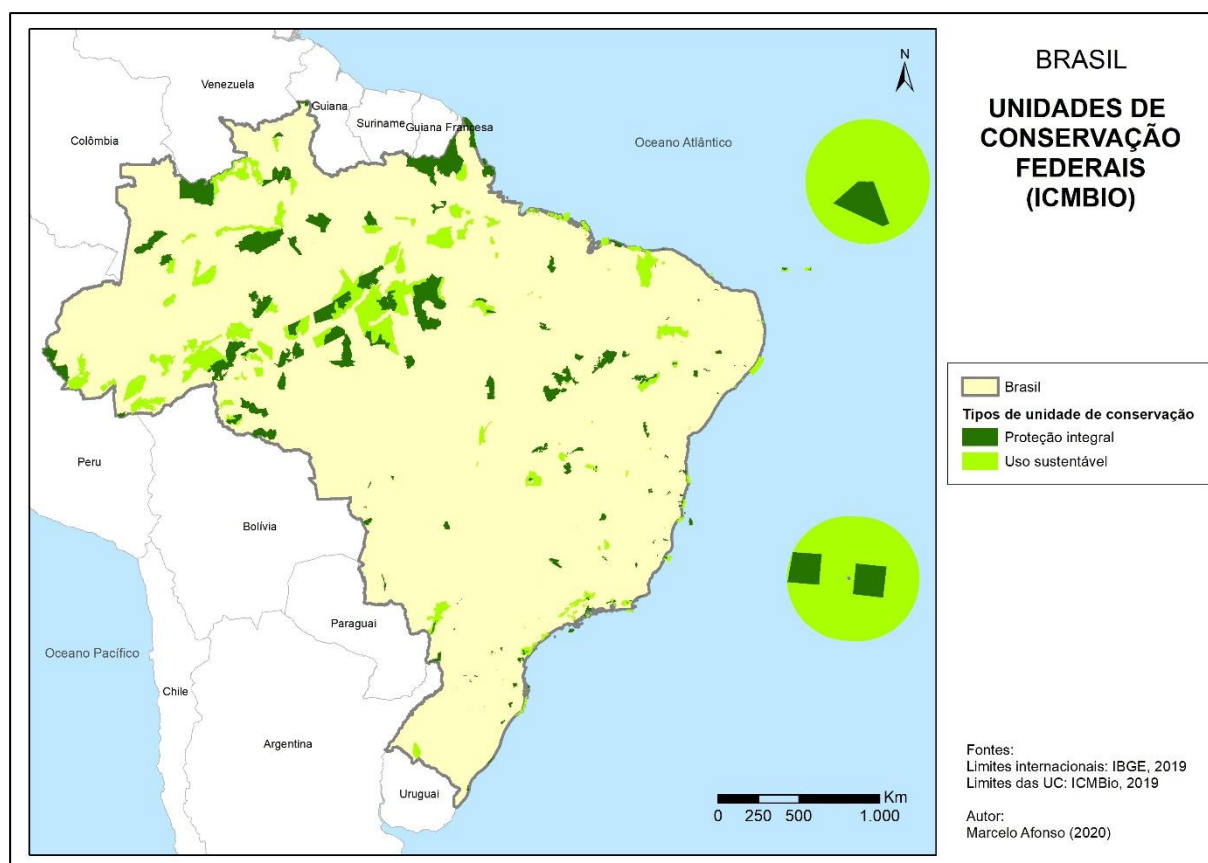 BRASIL
UNIDADES DE
CONSERVAÇÃO
FEDERAIS
(ICMBIO)
N
Venezuela
Guiana
Suriname
Guiana Francesa
Colômbia
Oceano Atlântico
Peru
Bolívia
Paraguai
Oceano Pacífico
Chile
Argentina
Uruguai
Km
0 250 500 1.000
Brasil
Tipos de unidade de conservação
Proteção integral
Uso sustentável
Fontes:
Limites internacionais: IBGE, 2019
Limites das UC: ICMBio, 2019
Autor:
Marcelo Afonso (2020)